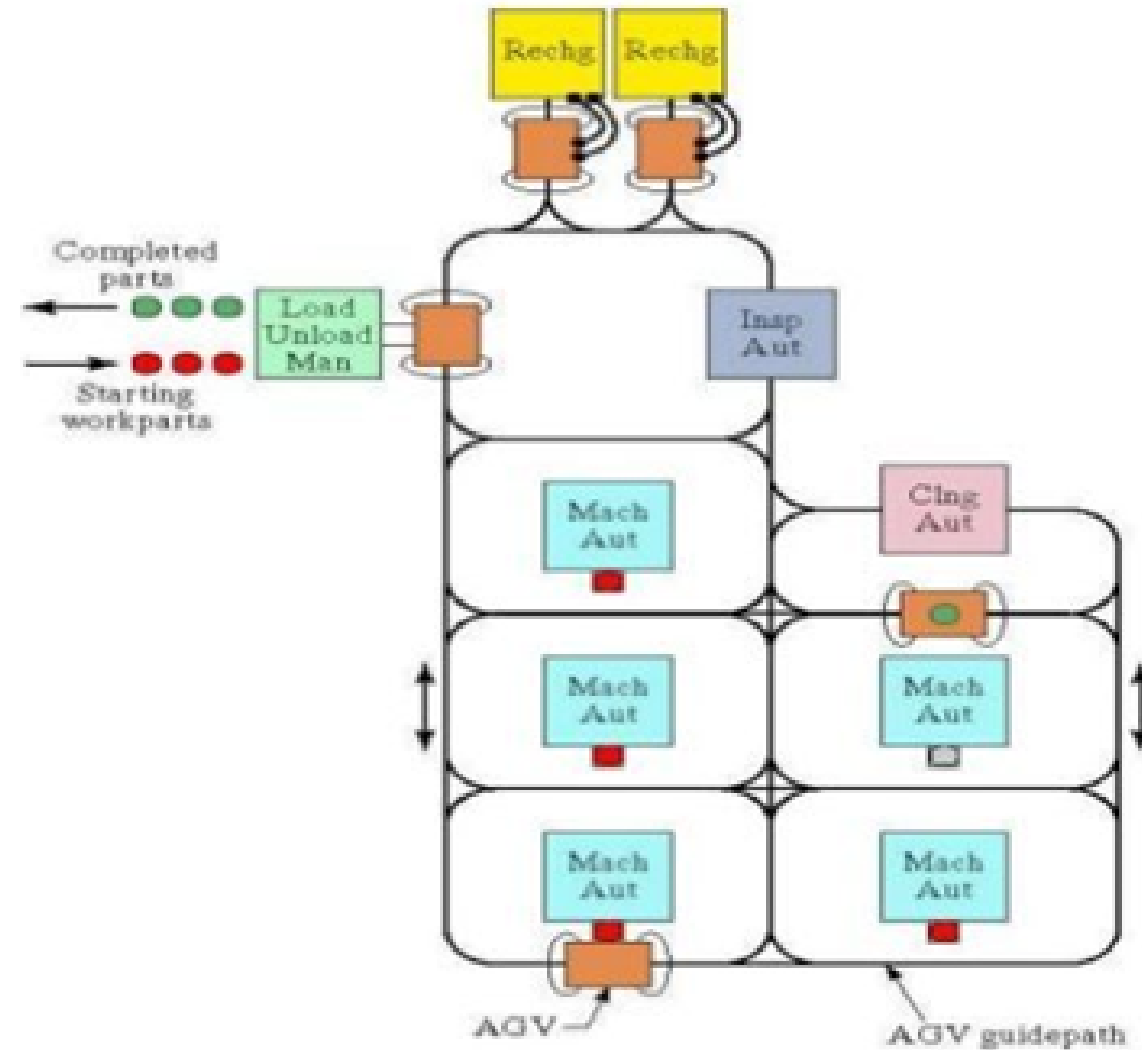 Rechg
Rechg
Completed
parts
Load
Unload
Man
Starting
workparts
Insp
Aut
Mach
Aut
Clng
Aut
Mach
Aut
Mach
Aut
Mach
Aut
Mach
Aut
AGV
AGV guidepath